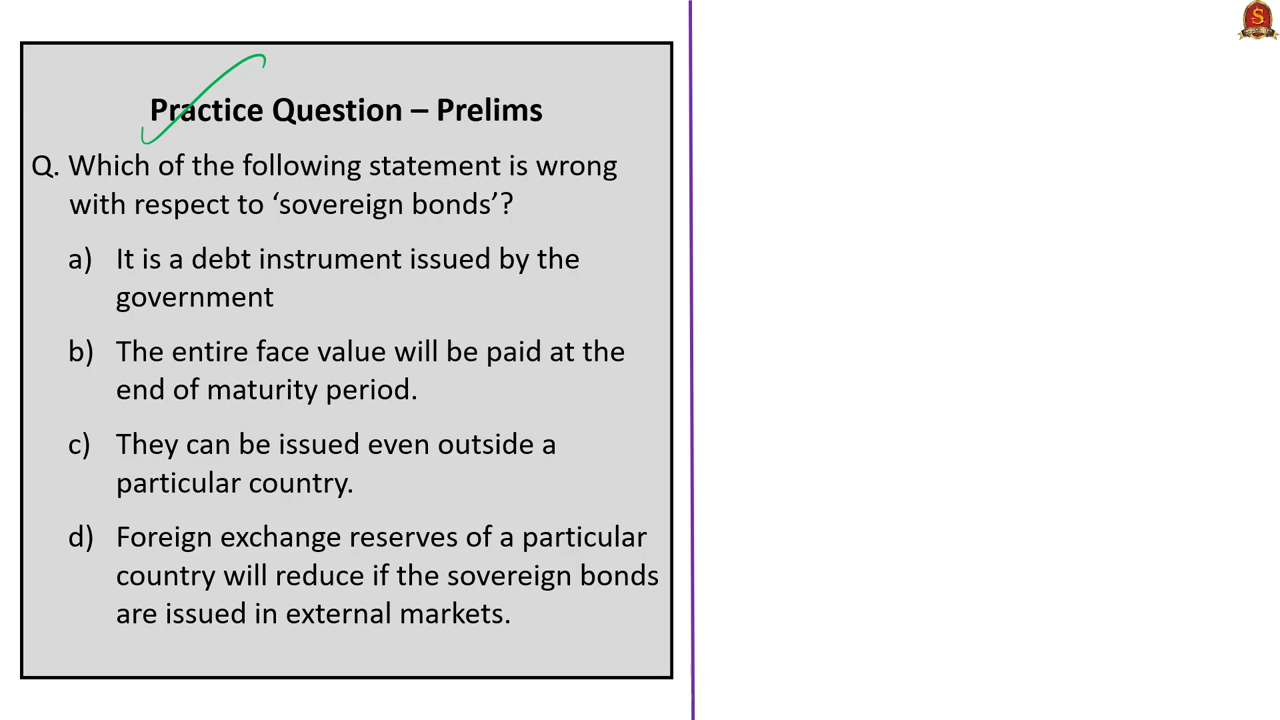 Practice Question – Prelims
Q. Which of the following statement is wrong
with respect to ‘sovereign bonds’?
a) It is a debt instrument issued by the
government
b) The entire face value will be paid at the
end of maturity period.
c) They can be issued even outside a
particular country.
d) Foreign exchange reserves of a particular
country will reduce if the sovereign bonds
are issued in external markets.
S